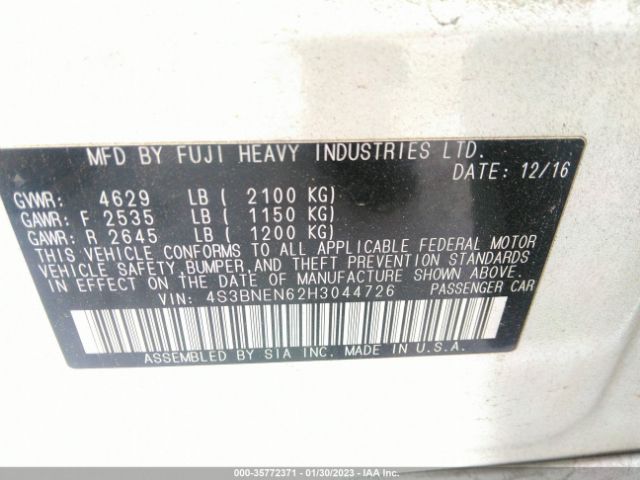 MFD BY FUJI HEAVY INDUSTRIES LTD.
DATE: 12/16
GVWR: 4629 LB ( 2100 KG)
GAWR: F 2535 LB ( 1150 KG)
GAWR: R 2645 LB ( 1200 KG)
THIS VEHICLE CONFORMS TO ALL APPLICABLE FEDERAL MOTOR
VEHICLE SAFETY, BUMPER, AND THEFT PREVENTION STANDARDS
IN EFFECT ON THE DATE OF MANUFACTURE SHOWN ABOVE.
VIN: 4S3BNEN62H3044726 PASSENGER CAR
ASSEMBLED BY SIA INC. MADE IN U.S.A.
000-35772371 - 01/30/2023 - IAA Inc.